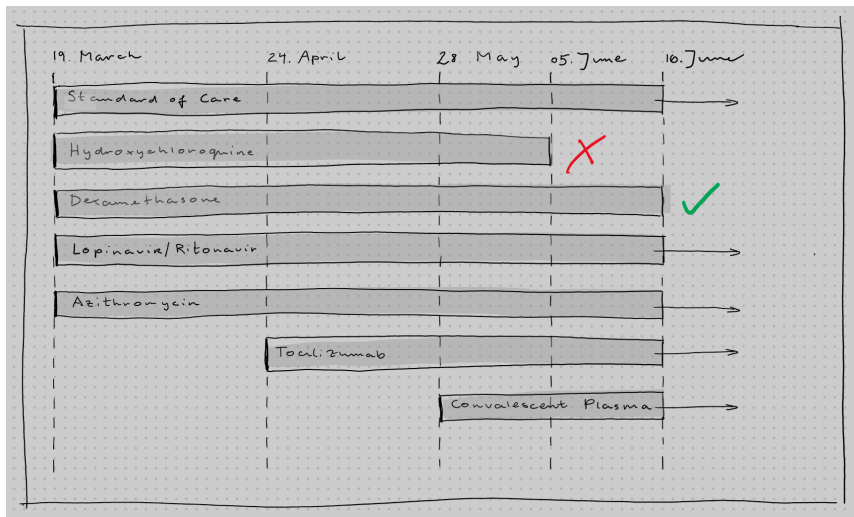 19. March 24. April 28. May 05. June 10. June
Standard of Care
Hydroxychloroquine
Dexamethasone
Lopinavir/Ritonavir
Azithromycin
Tocilizumab
Convalescent Plasma